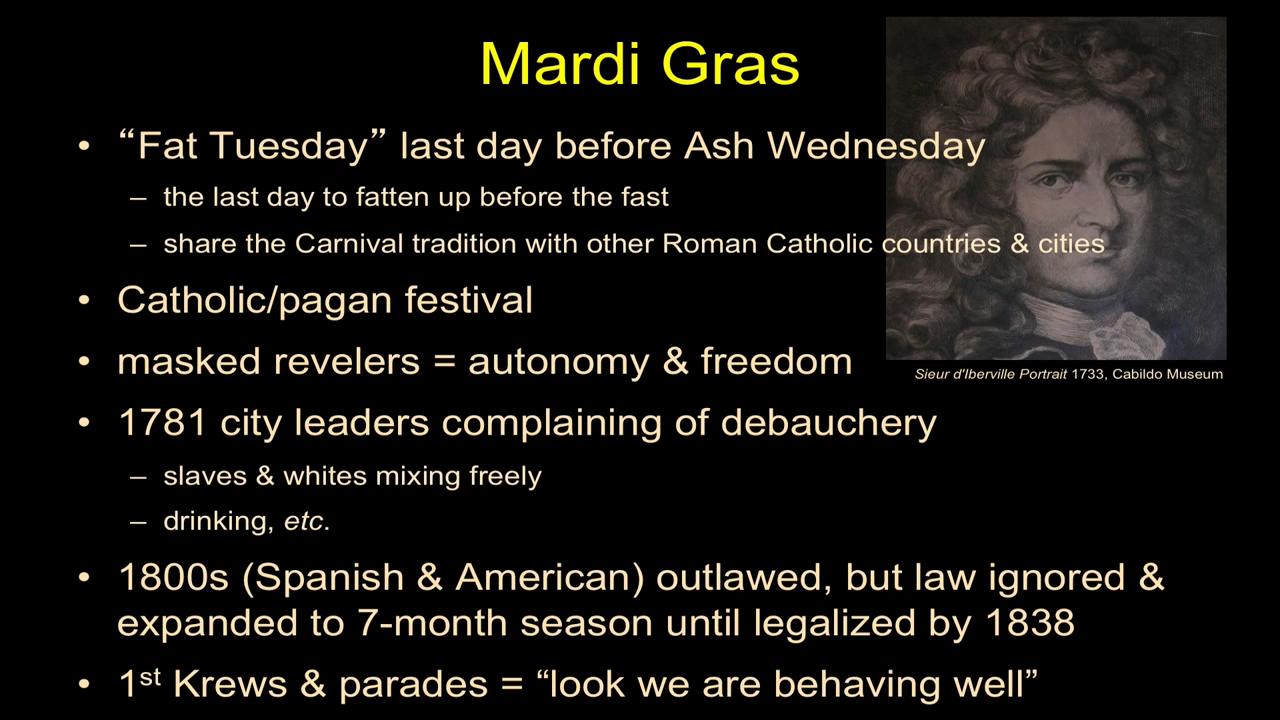 Mardi Gras
• “Fat Tuesday” last day before Ash Wednesday
– the last day to fatten up before the fast
– share the Carnival tradition with other Roman Catholic countries & cities
• Catholic/pagan festival
• masked revelers = autonomy & freedom
Sieur d'Iberville Portrait 1733, Cabildo Museum
• 1781 city leaders complaining of debauchery
– slaves & whites mixing freely
– drinking, etc.
• 1800s (Spanish & American) outlawed, but law ignored &
expanded to 7-month season until legalized by 1838
• 1st Krews & parades = “look we are behaving well”